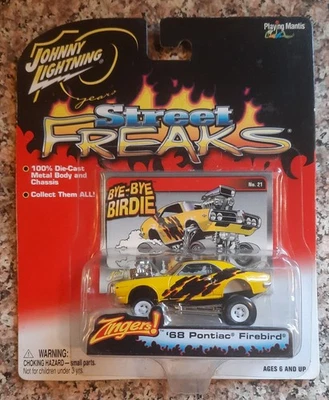 JOHNNY
LIGHTNING
years
Playing Mantis
Street
FREAKS
• 100% Die-Cast
Metal Body and
Chassis
• Collect Them ALL!
BYE-BYE
BIRDIE
No. 21
Zingers!
'68 Pontiac® Firebird®
WARNING:
CHOKING HAZARD — small parts.
Not for children under 3 yrs.
AGES 6 AND UP